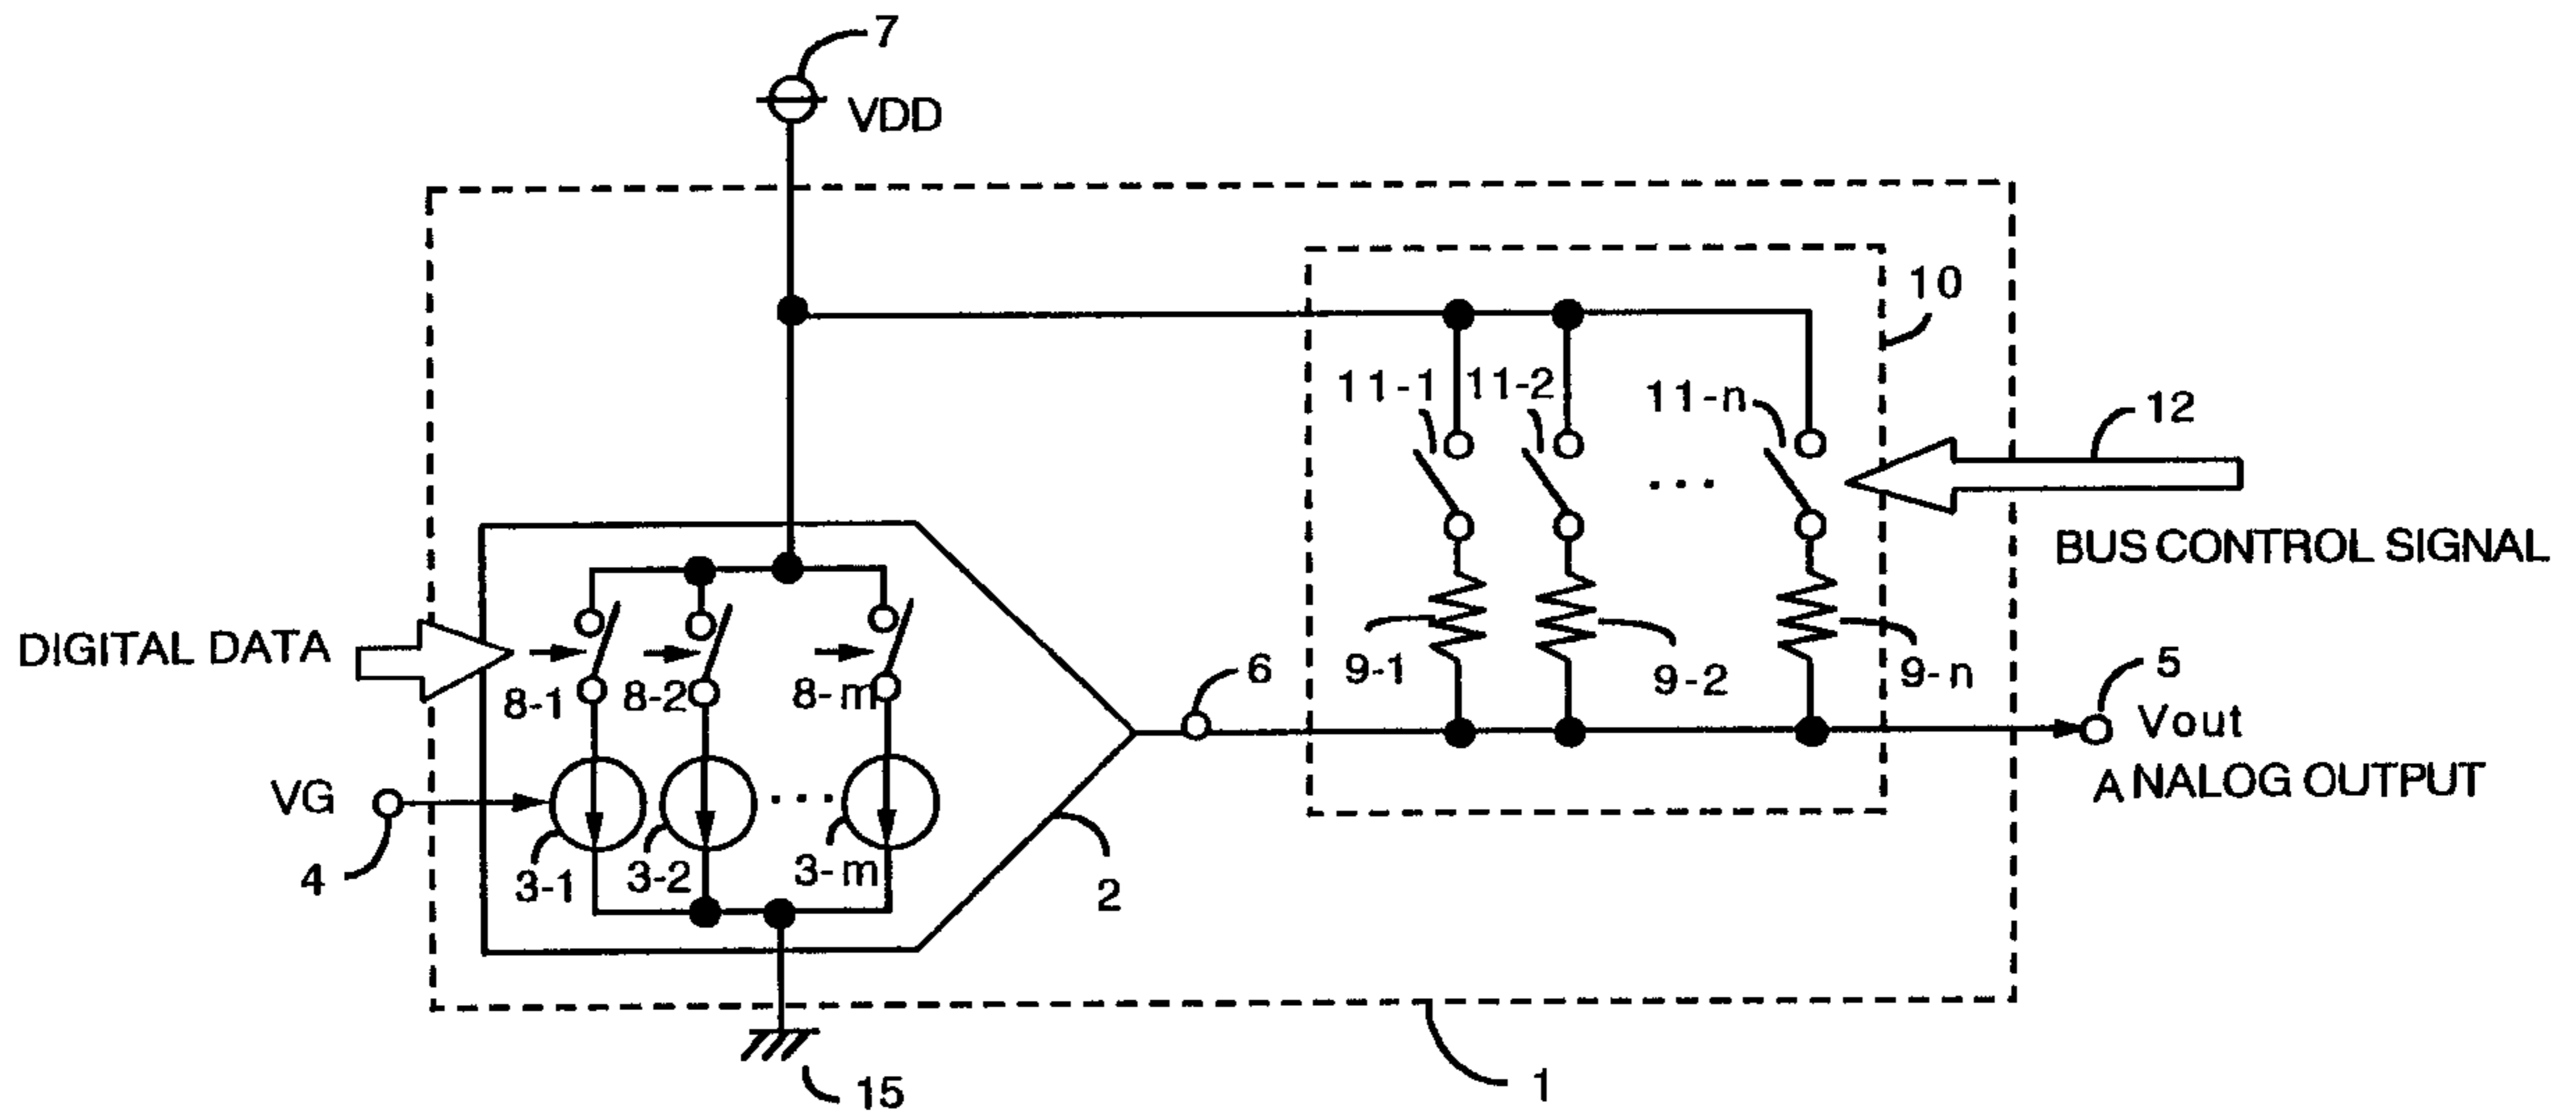 7
VDD
10
11-1
11-2
11-n
12
BUS CONTROL SIGNAL
DIGITAL DATA
8-1
8-2
8-m
9-1
9-2
9-n
6
5
Vout
ANALOG OUTPUT
VG
4
3-1
3-2
...
3-m
...
2
15
1